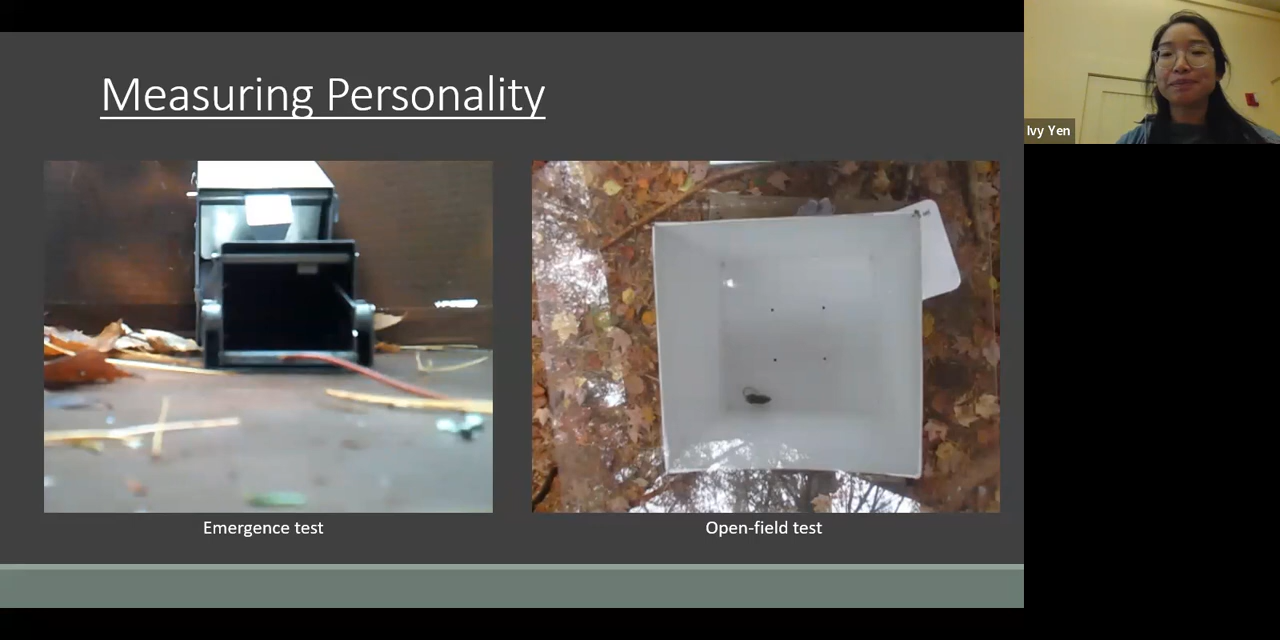 Measuring Personality
Ivy Yen
Emergence test
Open-field test